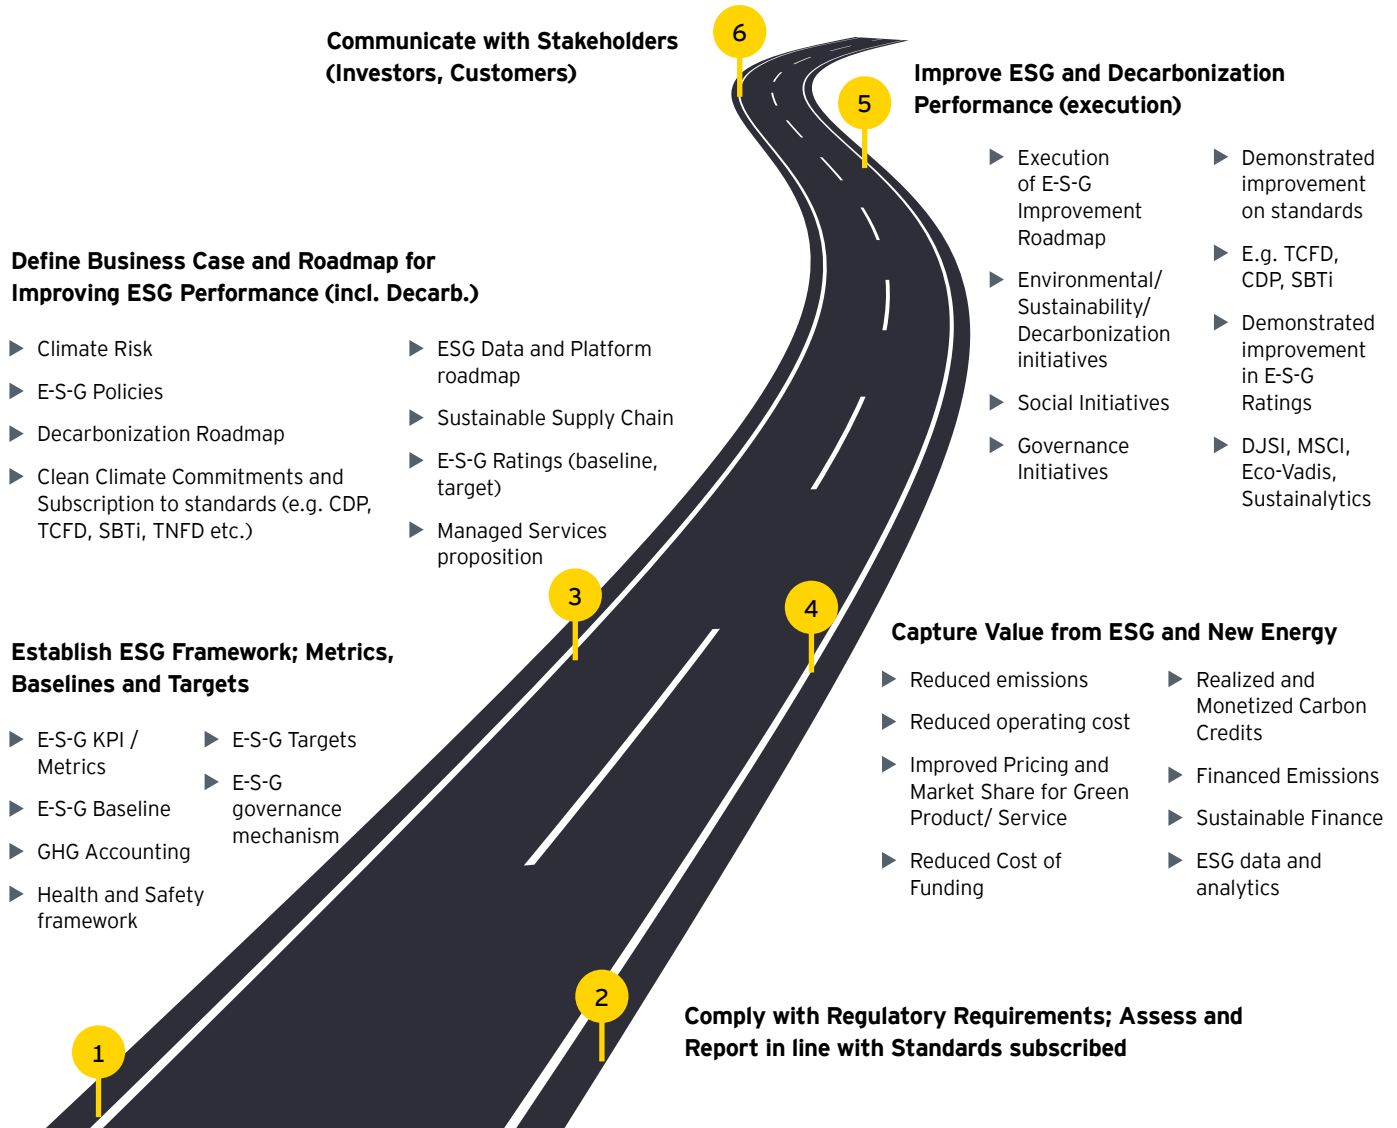 6
Communicate with Stakeholders
(Investors, Customers)
5
Improve ESG and Decarbonization
Performance (execution)
Execution
of E-S-G
Improvement
Roadmap
Environmental/
Sustainability/
Decarbonization
initiatives
Social Initiatives
Governance
Initiatives
Demonstrated
improvement
on standards
E.g. TCFD,
CDP, SBTi
Demonstrated
improvement
in E-S-G
Ratings
DJSI, MSCI,
Eco-Vadis,
Sustainalytics
Define Business Case and Roadmap for
Improving ESG Performance (incl. Decarb.)
Climate Risk
E-S-G Policies
Decarbonization Roadmap
Clean Climate Commitments and
Subscription to standards (e.g. CDP,
TCFD, SBTi, TNFD etc.)
ESG Data and Platform
roadmap
Sustainable Supply Chain
E-S-G Ratings (baseline,
target)
Managed Services
proposition
3
4
Capture Value from ESG and New Energy
Reduced emissions
Reduced operating cost
Improved Pricing and
Market Share for Green
Product/ Service
Reduced Cost of
Funding
Realized and
Monetized Carbon
Credits
Financed Emissions
Sustainable Finance
ESG data and
analytics
Establish ESG Framework; Metrics,
Baselines and Targets
E-S-G KPI /
Metrics
E-S-G Baseline
GHG Accounting
Health and Safety
framework
E-S-G Targets
E-S-G
governance
mechanism
2
Comply with Regulatory Requirements; Assess and
Report in line with Standards subscribed
1